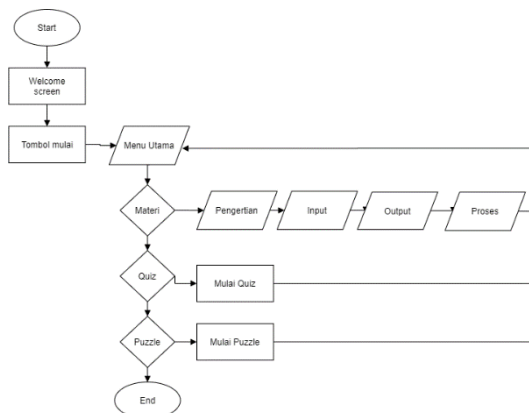 Start
Welcome
screen
Tombol mulai
Menu Utama
Materi
Pengertian
Input
Output
Proses
Quiz
Mulai Quiz
Puzzle
Mulai Puzzle
End